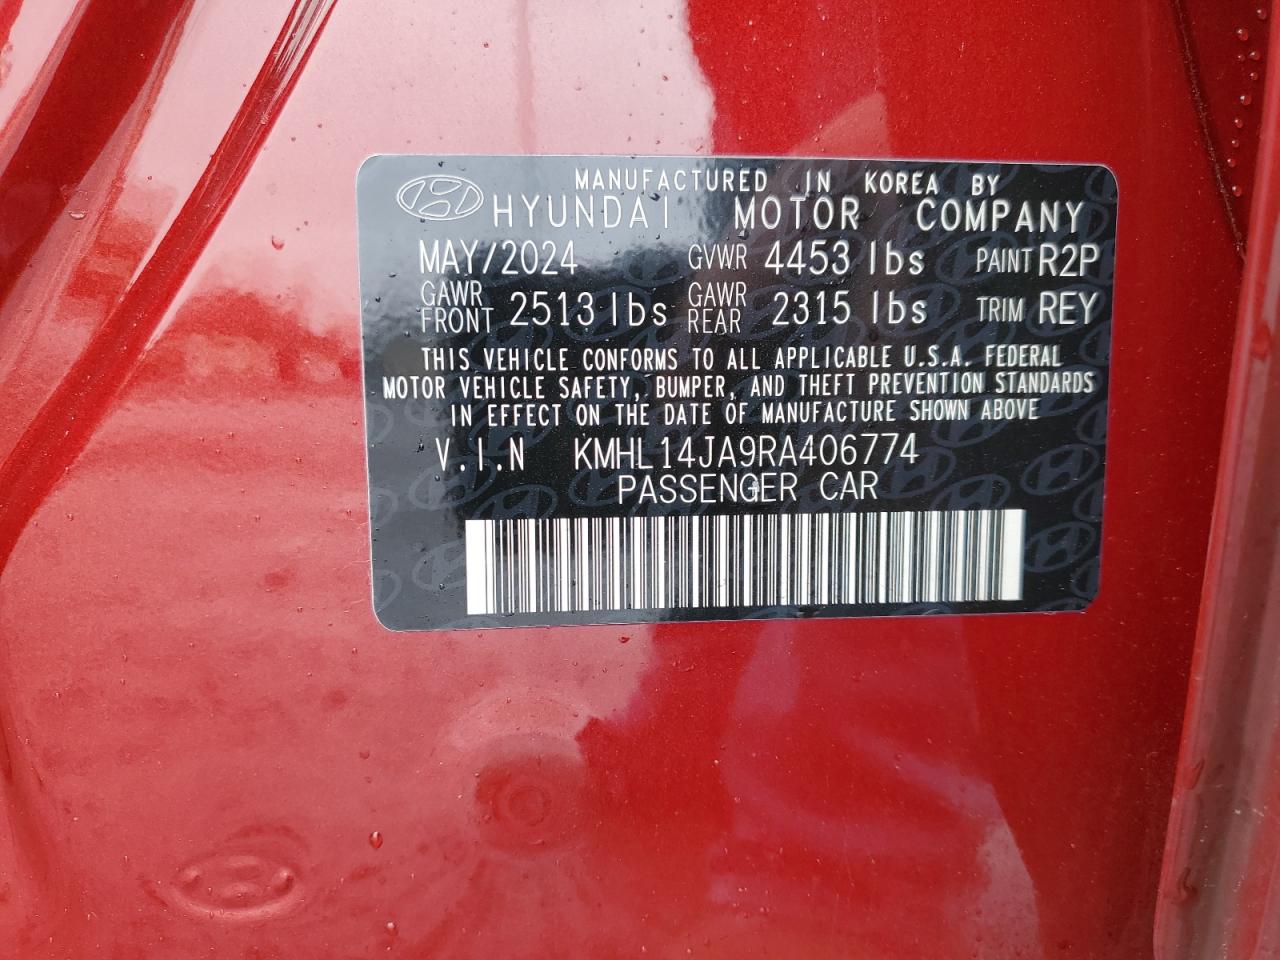 MANUFACTURED IN KOREA BY
HYUNDAI MOTOR COMPANY
MAY/2024 GVWR 4453 lbs PAINT R2P
GAWR FRONT 2513 lbs GAWR REAR 2315 lbs TRIM REY
THIS VEHICLE CONFORMS TO ALL APPLICABLE U.S.A. FEDERAL
MOTOR VEHICLE SAFETY, BUMPER, AND THEFT PREVENTION STANDARDS
IN EFFECT ON THE DATE OF MANUFACTURE SHOWN ABOVE
V.I.N KMHL14JA9RA406774
PASSENGER CAR